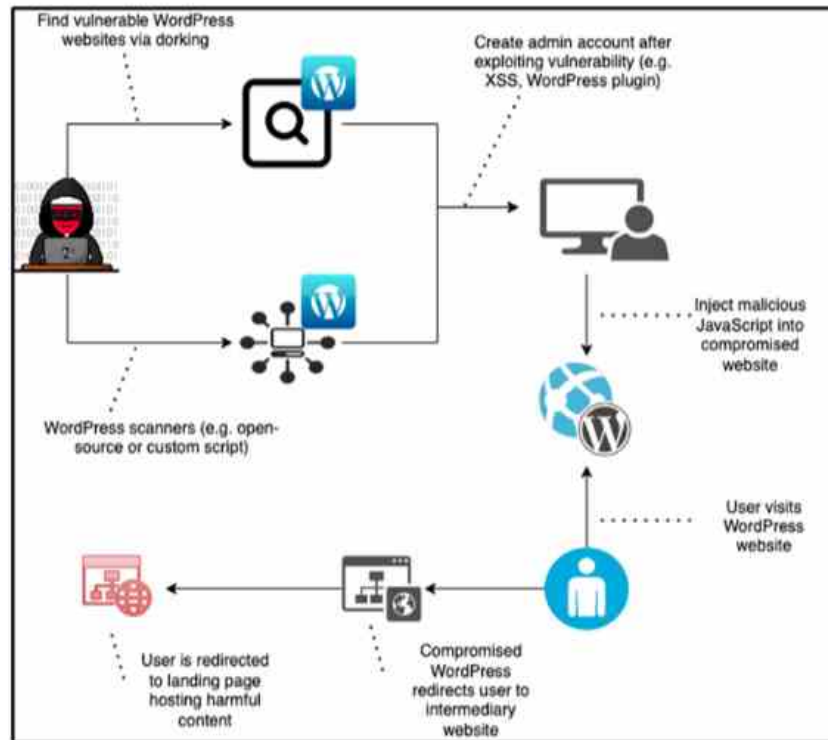 Find vulnerable WordPress
websites via dorking
Create admin account after
exploiting vulnerability (e.g.
XSS, WordPress plugin)
Inject malicious
JavaScript into
compromised
website
WordPress scanners (e.g. open-
source or custom script)
User visits
WordPress
website
User is redirected
to landing page
hosting harmful
content
Compromised
WordPress
redirects user to
intermediary
website